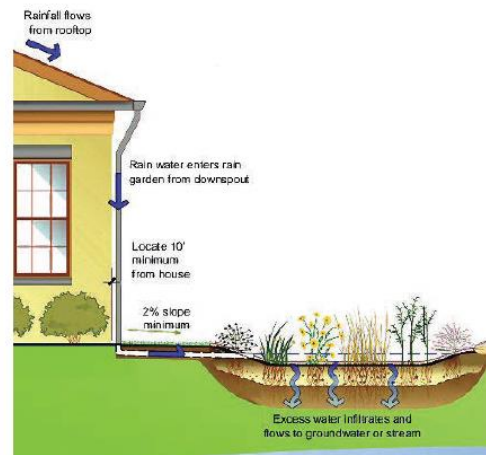 Rainfall flows
from rooftop
Rain water enters rain
garden from downspout
Locate 10'
minimum
from house
2% slope
minimum
Excess water infiltrates and
flows to groundwater or stream